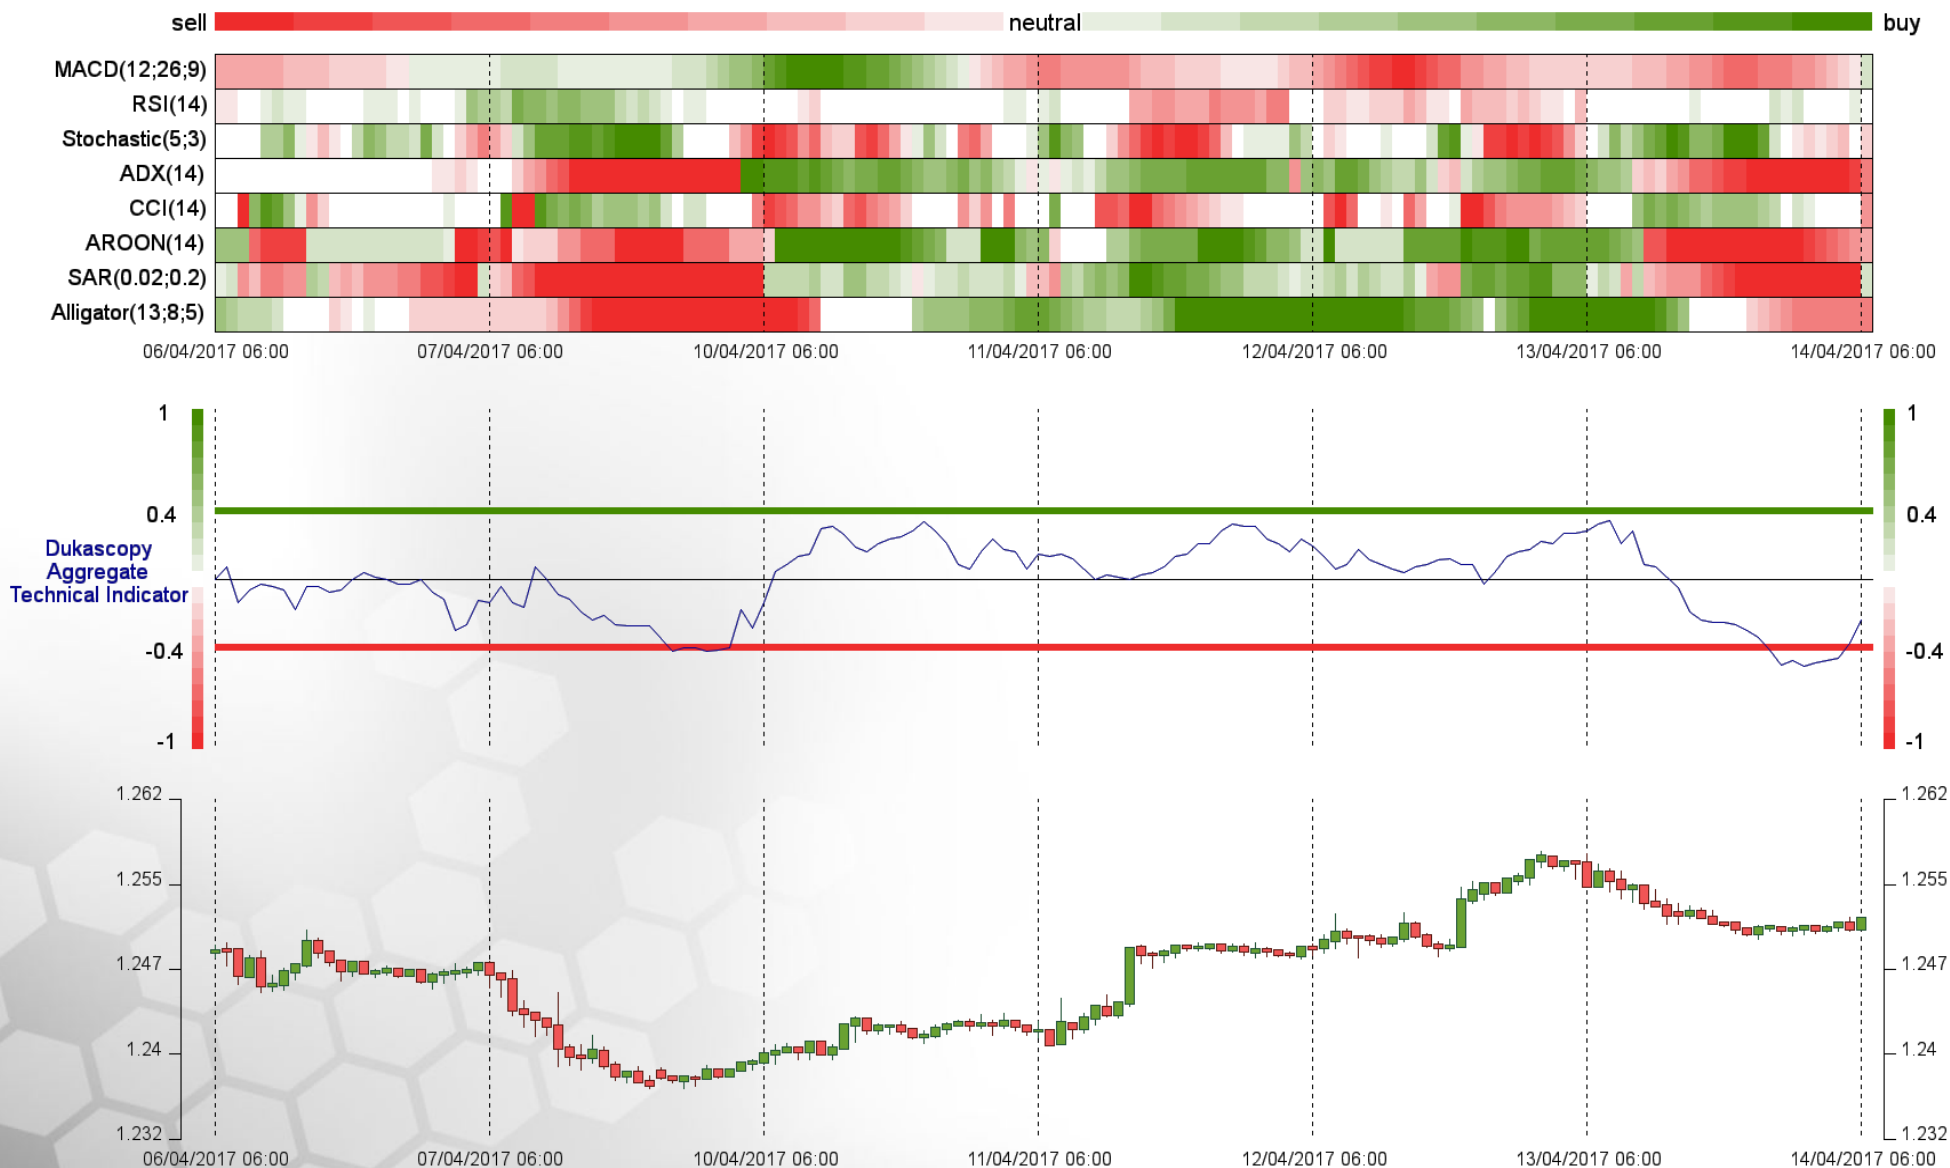 sell neutral buy
MACD(12;26;9)
RSI(14)
Stochastic(5;3)
ADX(14)
CCI(14)
AROON(14)
SAR(0.02;0.2)
Alligator(13;8;5)
06/04/2017 06:00 07/04/2017 06:00 10/04/2017 06:00 11/04/2017 06:00 12/04/2017 06:00 13/04/2017 06:00 14/04/2017 06:00
1 1
0.4 0.4
Dukascopy
Aggregate
Technical Indicator
-0.4 -0.4
-1 -1
1.262 1.262
1.255 1.255
1.247 1.247
1.24 1.24
1.232 1.232
06/04/2017 06:00 07/04/2017 06:00 10/04/2017 06:00 11/04/2017 06:00 12/04/2017 06:00 13/04/2017 06:00 14/04/2017 06:00